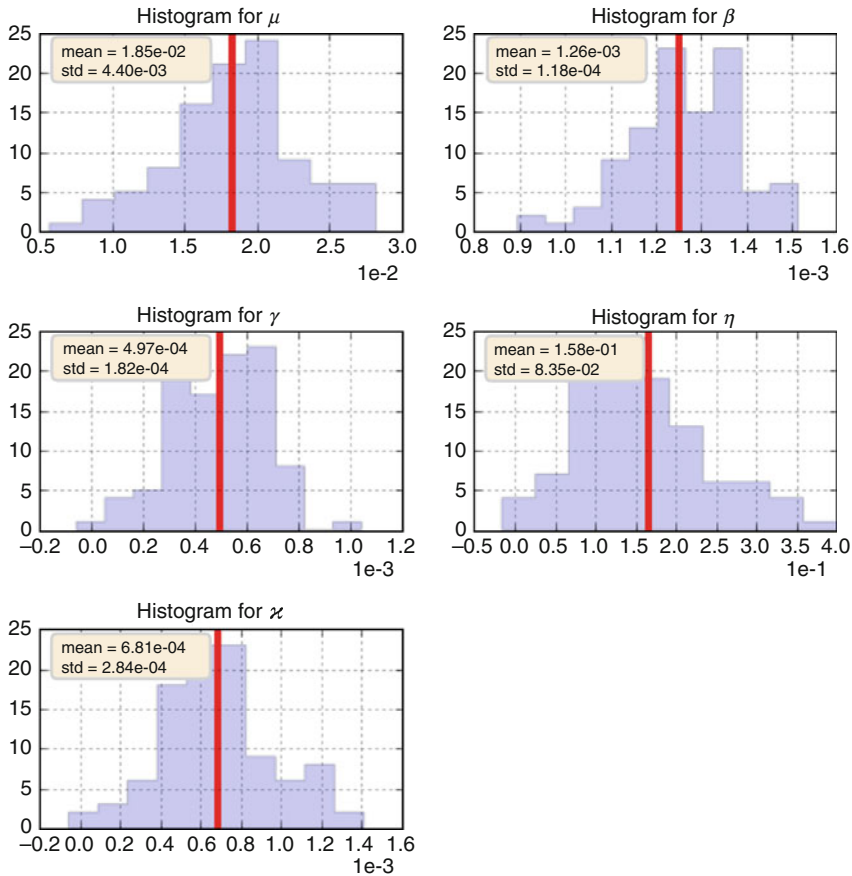 Histogram for μ
25
20
15
10
5
0
mean = 1.85e-02
std = 4.40e-03
0.5 1.0 1.5 2.0 2.5 3.0
1e-2
Histogram for β
25
20
15
10
5
0
mean = 1.26e-03
std = 1.18e-04
0.8 0.9 1.0 1.1 1.2 1.3 1.4 1.5 1.6
1e-3
Histogram for γ
25
20
15
10
5
0
mean = 4.97e-04
std = 1.82e-04
−0.2 0.0 0.2 0.4 0.6 0.8 1.0 1.2
1e-3
Histogram for η
25
20
15
10
5
0
mean = 1.58e-01
std = 8.35e-02
−0.5 0.0 0.5 1.0 1.5 2.0 2.5 3.0 3.5 4.0
1e-1
Histogram for ϰ
25
20
15
10
5
0
mean = 6.81e-04
std = 2.84e-04
−0.2 0.0 0.2 0.4 0.6 0.8 1.0 1.2 1.4 1.6
1e-3